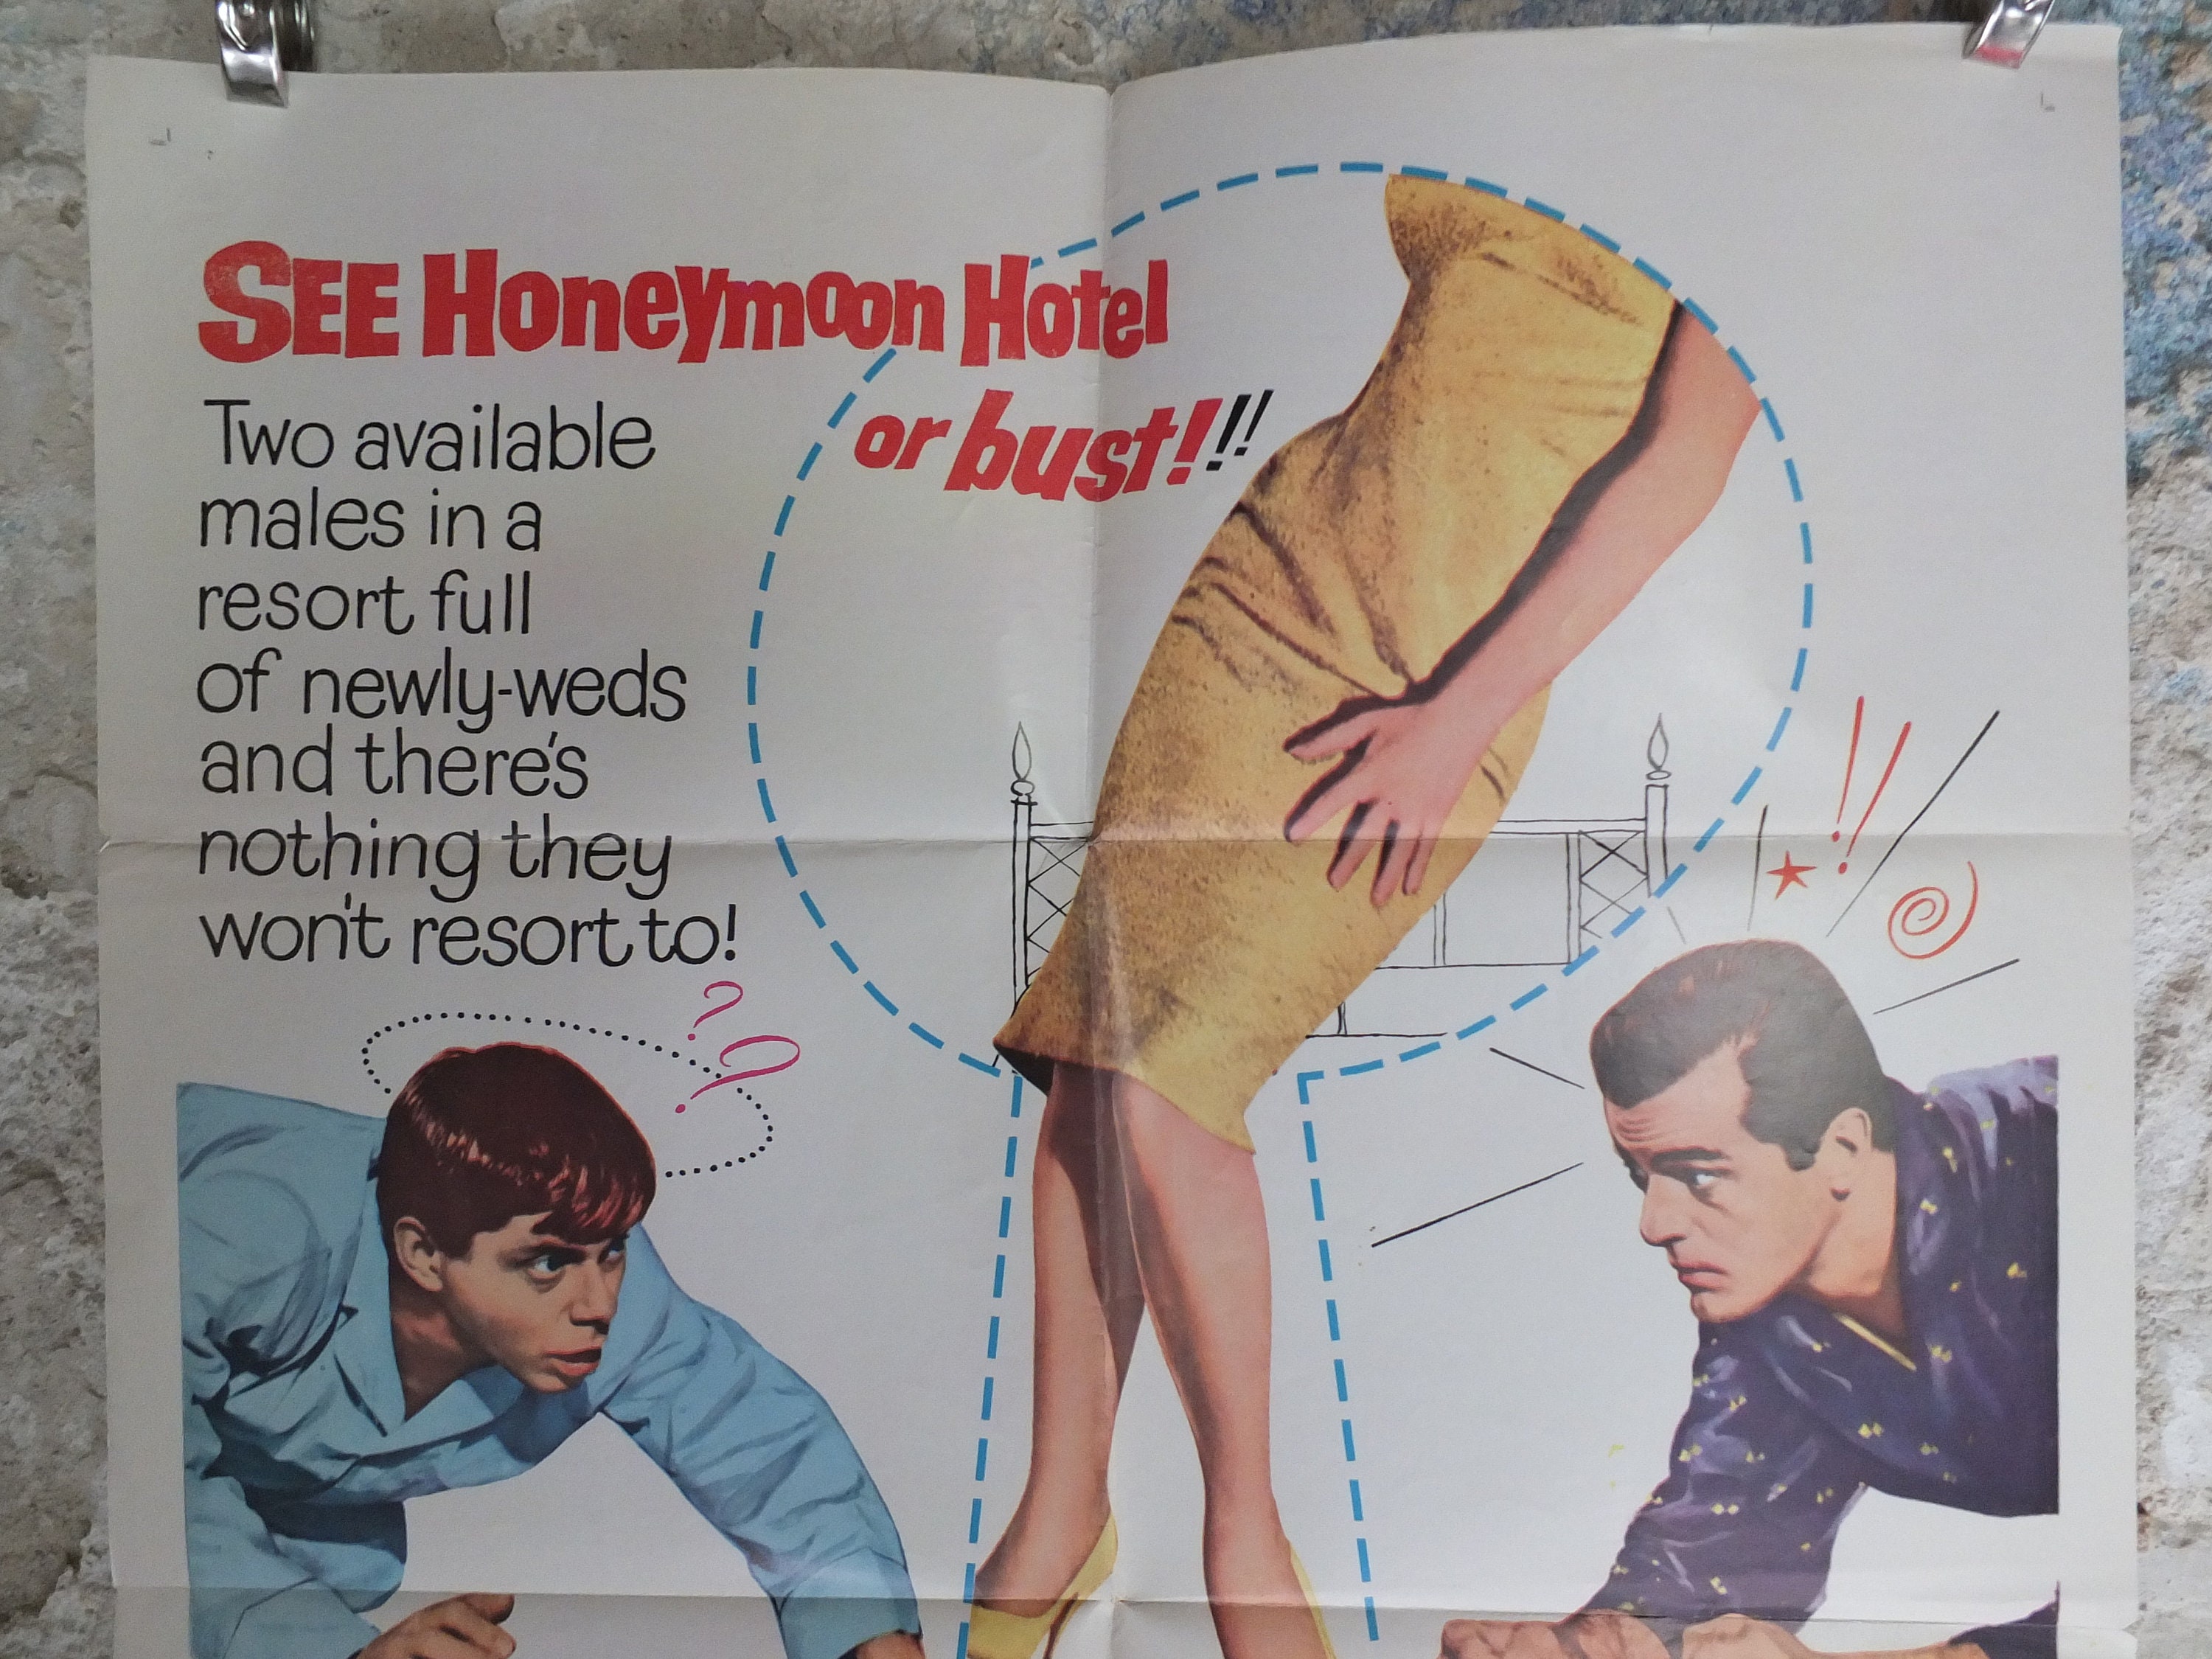 SEE Honeymoon Hotel
or bust!!!
Two available
males in a
resort full
of newly-weds
and there's
nothing they
won't resort to!
??
!!